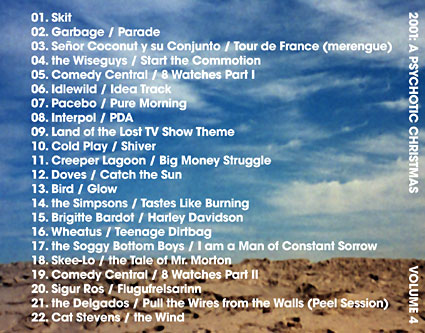 01. Skit
02. Garbage / Parade
03. Señor Coconut y su Conjunto / Tour de France (merengue)
04. the Wiseguys / Start the Commotion
05. Comedy Central / 8 Watches Part I
06. Idlewild / Idea Track
07. Pacebo / Pure Morning
08. Interpol / PDA
09. Land of the Lost TV Show Theme
10. Cold Play / Shiver
11. Creeper Lagoon / Big Money Struggle
12. Doves / Catch the Sun
13. Bird / Glow
14. the Simpsons / Tastes Like Burning
15. Brigitte Bardot / Harley Davidson
16. Wheatus / Teenage Dirtbag
17. the Soggy Bottom Boys / I am a Man of Constant Sorrow
18. Skee-Lo / the Tale of Mr. Morton
19. Comedy Central / 8 Watches Part II
20. Sigur Ros / Flugufrelsarinn
21. the Delgados / Pull the Wires from the Walls (Peel Session)
22. Cat Stevens / the Wind
2001: A PSYCHOTIC CHRISTMAS
VOLUME 4